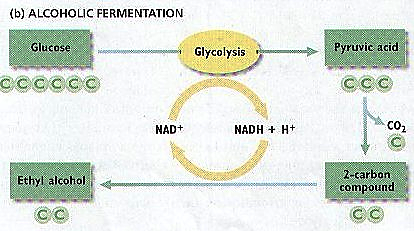 (b) ALCOHOLIC FERMENTATION
Glucose
Glycolysis
Pyruvic acid
C C C C C C
C C C
CO₂
C
NAD⁺
NADH + H⁺
Ethyl alcohol
2-carbon
compound
C C
C C